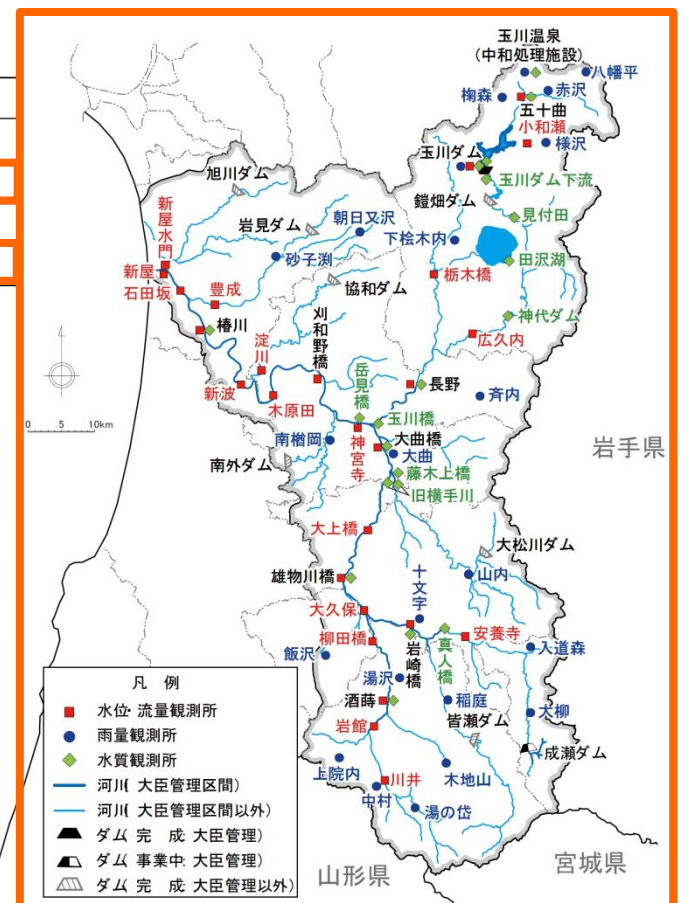 玉川温泉
(中和処理施設)
八幡平
椈森
赤沢
五十曲
小和瀬
様沢
玉川ダム
玉川ダム下流
旭川ダム
鎧畑ダム
見付田
新屋水門
岩見ダム
朝日又沢
下桧木内
砂子渕
田沢湖
新屋
栃木橋
石田坂
豊成
協和ダム
神代ダム
椿川
淀川
刈和野橋
広久内
岳見橋
長野
新波
木原田
斉内
玉川橋
0 5 10km
南楢岡
神宮寺
大曲橋
大曲
岩手県
南外ダム
藤木上橋
旧横手川
大上橋
大松川ダム
雄物川橋
十文字
山内
大久保
柳田橋
岩崎橋
真人橋
安養寺
飯沢
入道森
湯沢
凡 例
水位・流量観測所
酒蒔
稲庭
大柳
雨量観測所
岩館
皆瀬ダム
水質観測所
成瀬ダム
河川( 大臣管理区間)
上院内
川井
木地山
河川( 大臣管理区間以外)
中村
湯の岱
ダム( 完 成: 大臣管理)
ダム( 事業中: 大臣管理)
宮城県
ダム( 完 成: 大臣管理以外)
山形県